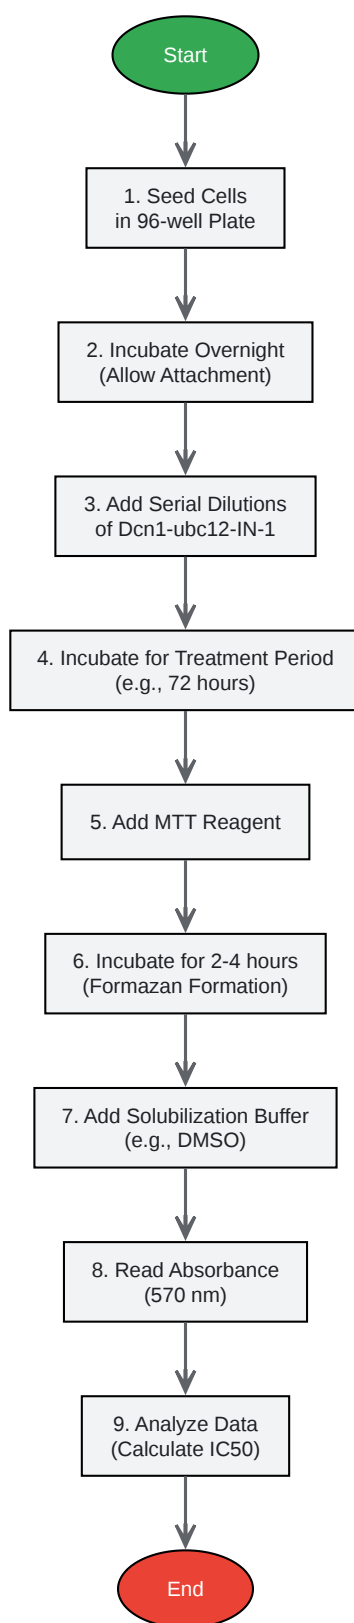 Start
1. Seed Cells
in 96-well Plate
2. Incubate Overnight
(Allow Attachment)
3. Add Serial Dilutions
of Dcn1-ubc12-IN-1
4. Incubate for Treatment Period
(e.g., 72 hours)
5. Add MTT Reagent
6. Incubate for 2-4 hours
(Formazan Formation)
7. Add Solubilization Buffer
(e.g., DMSO)
8. Read Absorbance
(570 nm)
9. Analyze Data
(Calculate IC50)
End